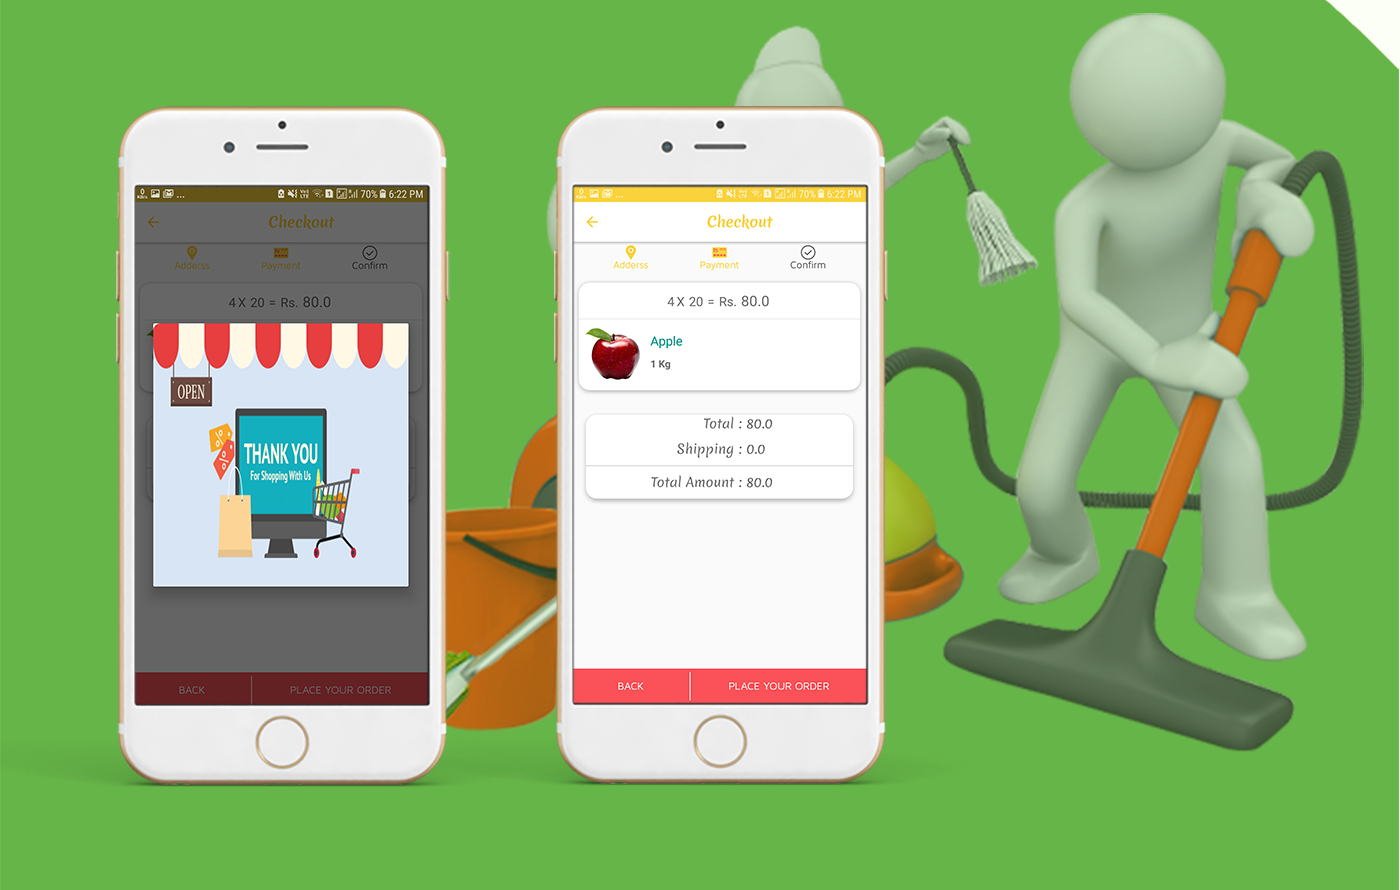 ... 70% 6:22 PM
Checkout
Adderss Payment Confirm
4 X 20 = Rs. 80.0
OPEN
THANK YOU
For Shopping With Us
BACK PLACE YOUR ORDER
... 70% 6:22 PM
Checkout
Adderss Payment Confirm
4 X 20 = Rs. 80.0
Apple
1 Kg
Total : 80.0
Shipping : 0.0
Total Amount : 80.0
BACK PLACE YOUR ORDER